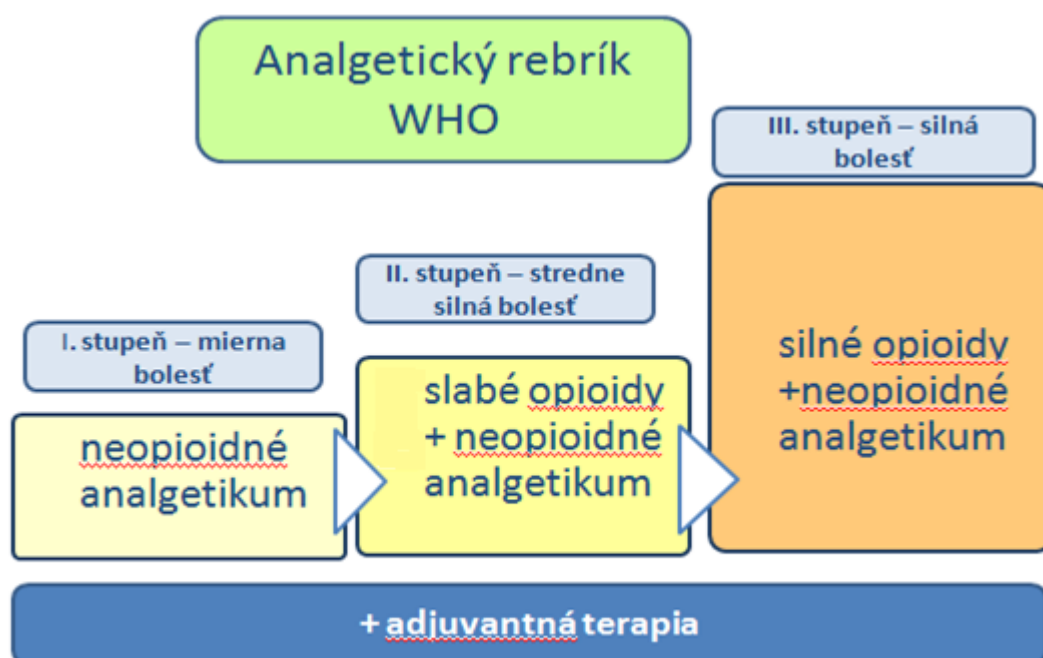 Analgetický rebrík
WHO
I. stupeň – mierna
bolesť
neopioidné
analgetikum
II. stupeň – stredne
silná bolesť
slabé opioidy
+ neopioidné
analgetikum
III. stupeň – silná
bolesť
silné opioidy
+neopioidné
analgetikum
+ adjuvantná terapia